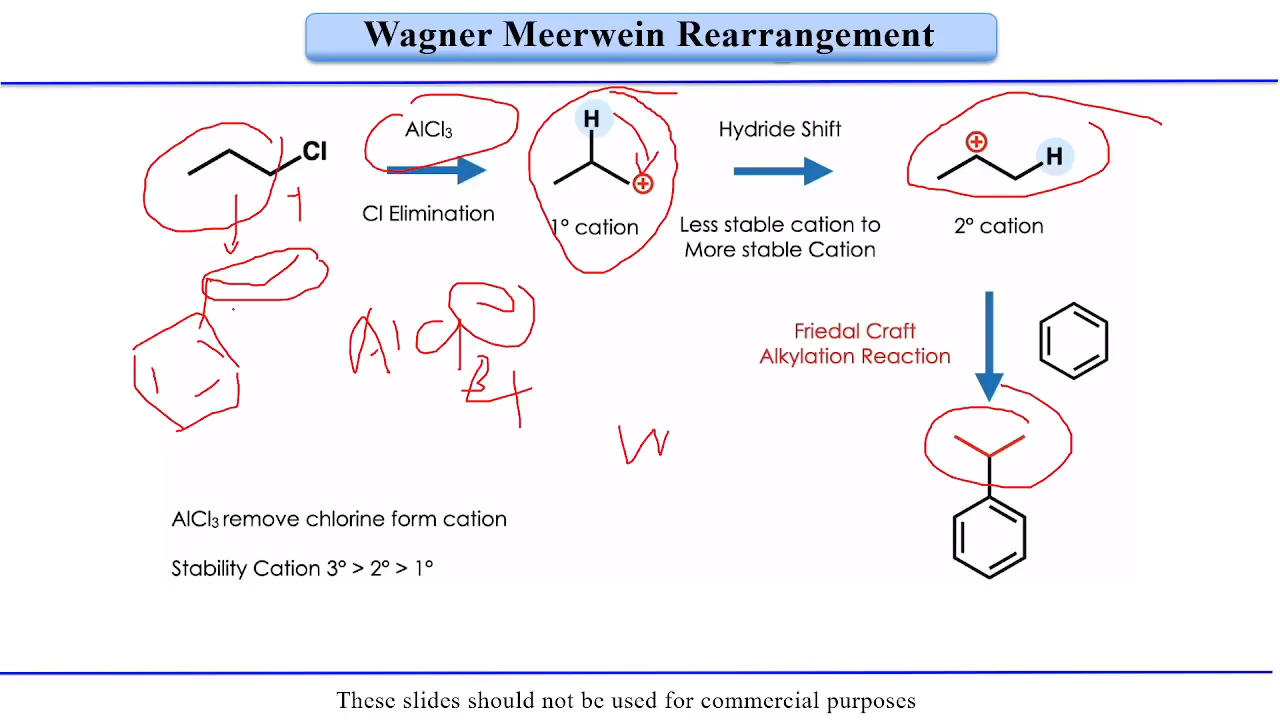 Wagner Meerwein Rearrangement
Cl
AlCl₃
Cl Elimination
H
1° cation
Hydride Shift
Less stable cation to
More stable Cation
H
2° cation
Friedal Craft
Alkylation Reaction
AlCl₃ remove chlorine form cation
Stability Cation 3° > 2° > 1°
These slides should not be used for commercial purposes